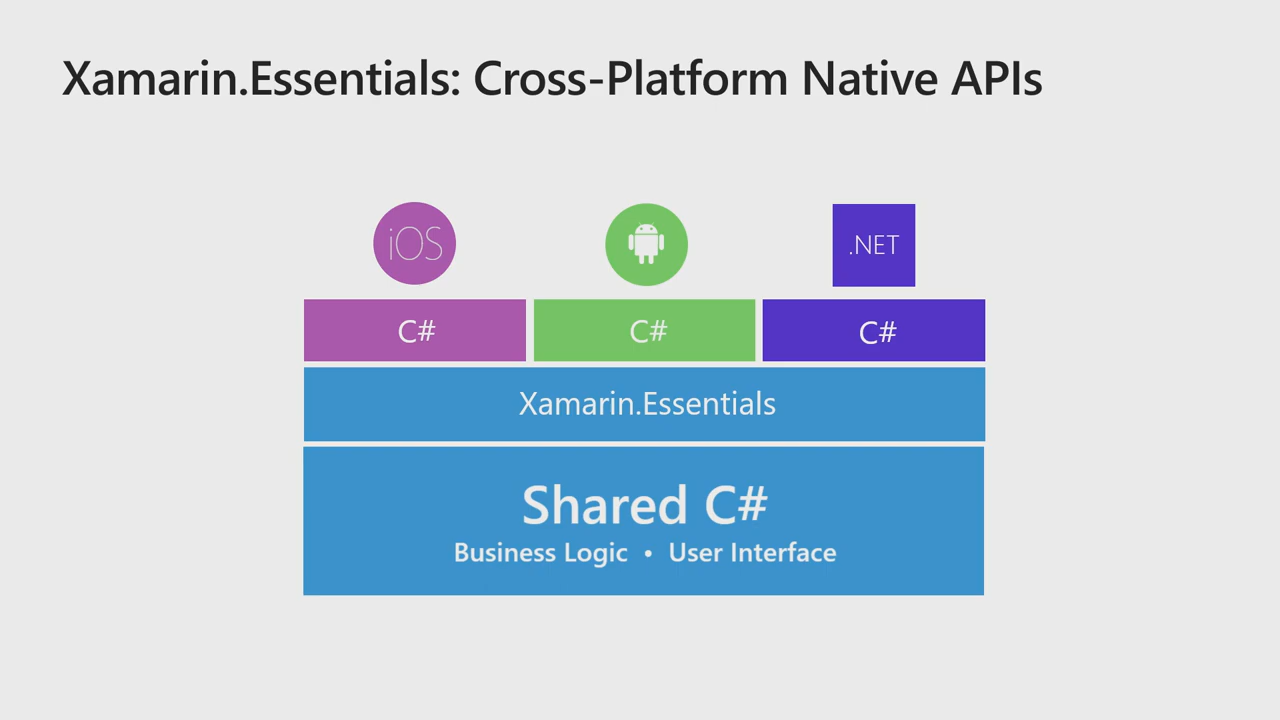 Xamarin.Essentials: Cross-Platform Native APIs
iOS
.NET
C#
C#
C#
Xamarin.Essentials
Shared C#
Business Logic • User Interface